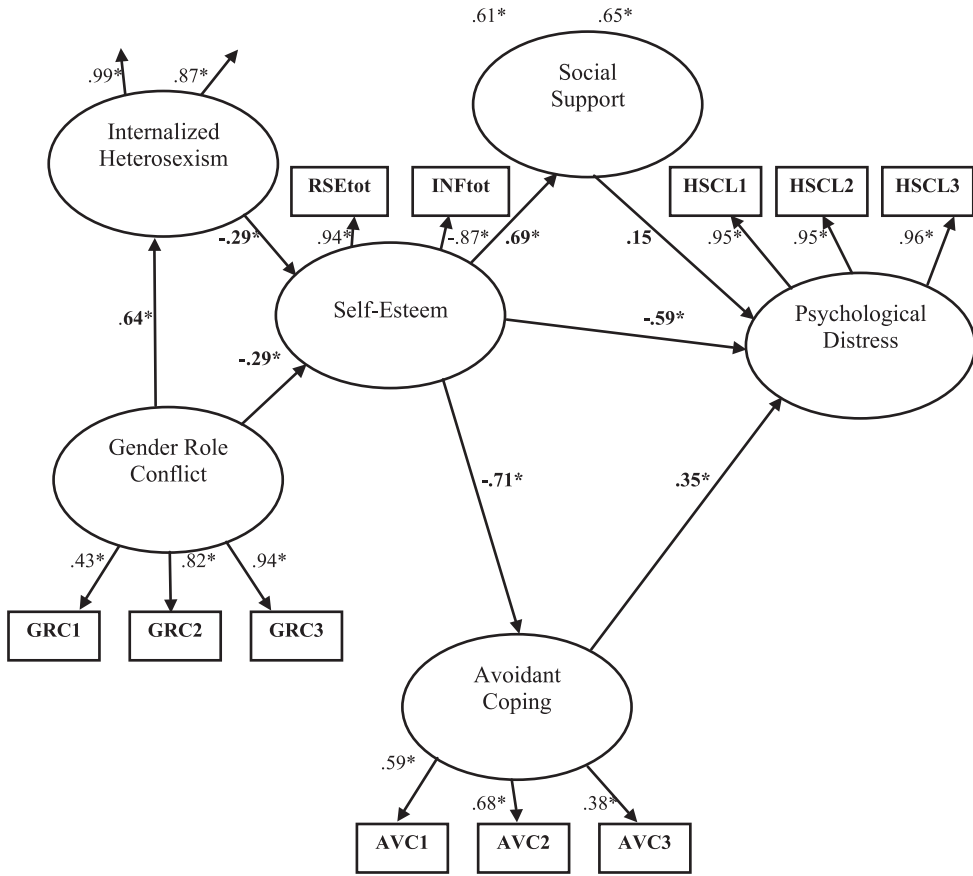 .61*
.65*
.99*
.87*
Social
Support
Internalized
Heterosexism
RSEtot
INFtot
HSCL1
HSCL2
HSCL3
-.29*
.94*
-.87*
.69*
.15
.95*
.95*
.96*
Self-Esteem
-.59*
Psychological
Distress
.64*
-.29*
Gender Role
Conflict
-.71*
.35*
.43*
.82*
.94*
GRC1
GRC2
GRC3
Avoidant
Coping
.59*
.68*
.38*
AVC1
AVC2
AVC3